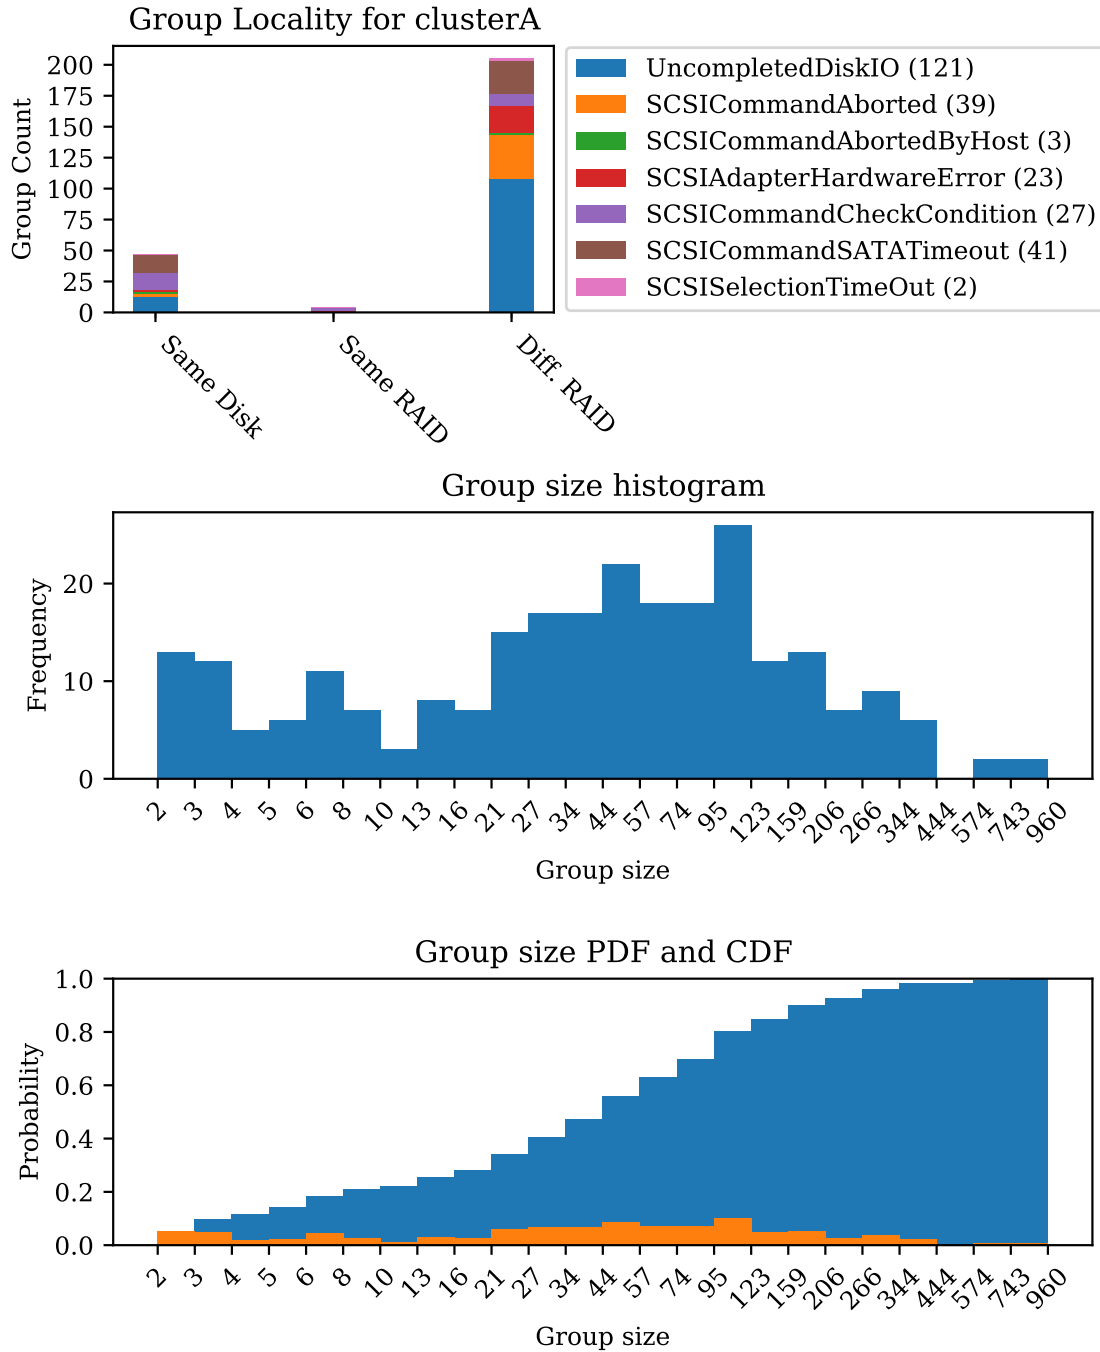 Group Locality for clusterA
Group Count
200
175
150
125
100
75
50
25
0
Same Disk
Same RAID
Diff. RAID
UncompletedDiskIO (121)
SCSICommandAborted (39)
SCSICommandAbortedByHost (3)
SCSIAdapterHardwareError (23)
SCSICommandCheckCondition (27)
SCSICommandSATATimeout (41)
SCSISelectionTimeOut (2)
Group size histogram
Frequency
20
10
0
2 3 4 5 6 8 10 13 16 21 27 34 44 57 74 95 123 159 206 266 344 444 574 743 960
Group size
Group size PDF and CDF
Probability
1.0
0.8
0.6
0.4
0.2
0.0
2 3 4 5 6 8 10 13 16 21 27 34 44 57 74 95 123 159 206 266 344 444 574 743 960
Group size